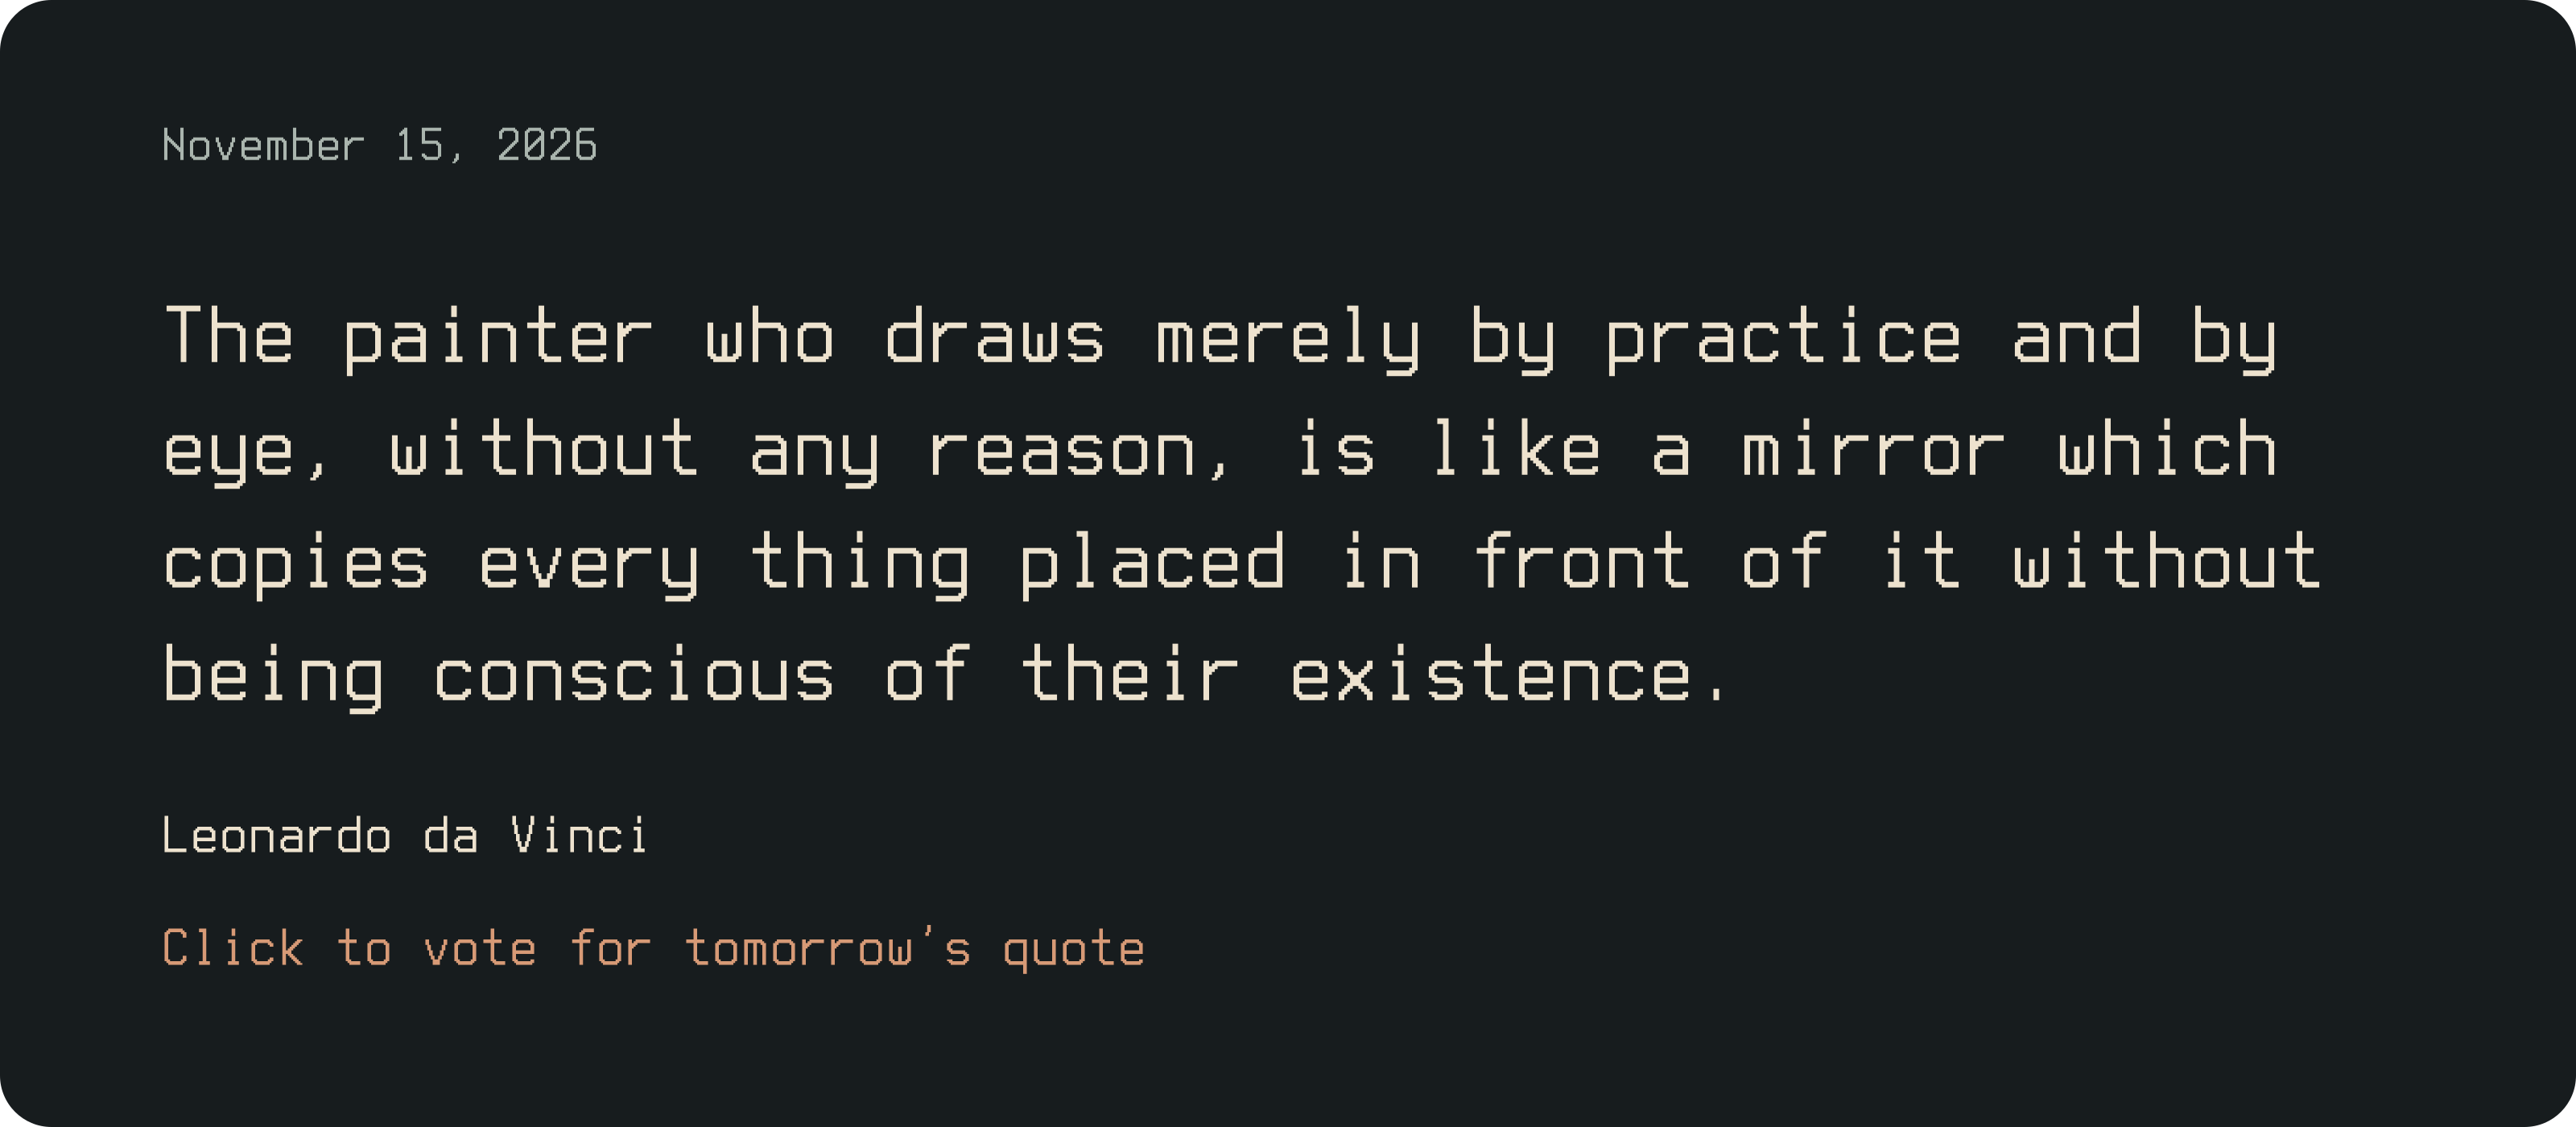 November 15, 2026
The painter who draws merely by practice and by
eye, without any reason, is like a mirror which
copies every thing placed in front of it without
being conscious of their existence.
Leonardo da Vinci
Click to vote for tomorrow's quote